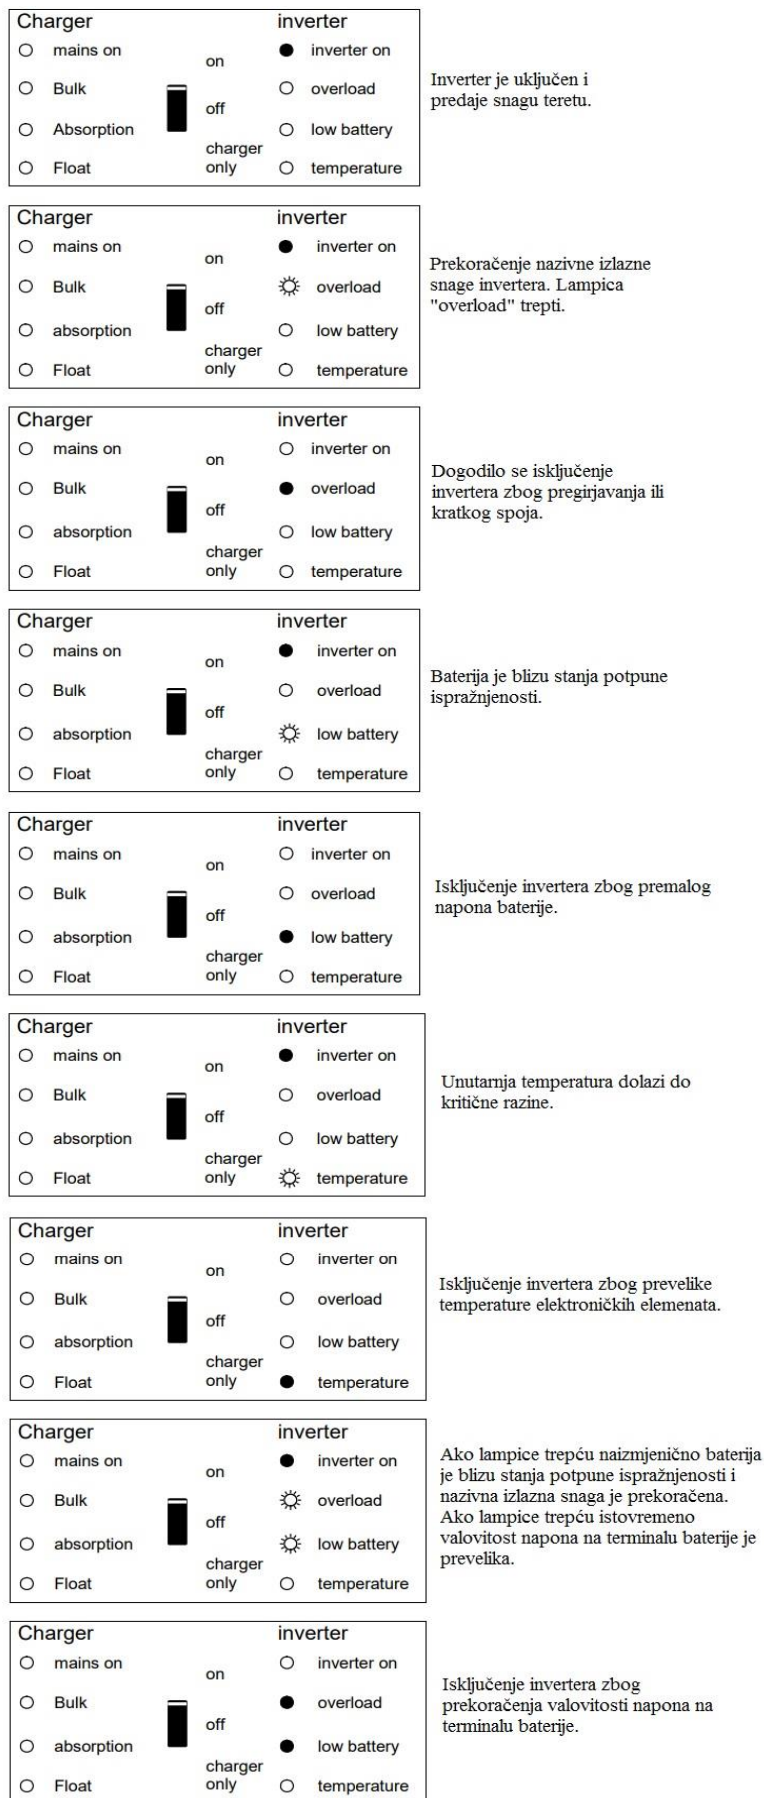 Charger inverter
mains on on inverter on
Bulk overload
off
Absorption low battery
charger
Float only temperature
Inverter je uključen i
predaje snagu teretu.
Charger inverter
mains on on inverter on
Bulk overload
off
absorption low battery
charger
Float only temperature
Prekoračenje nazivne izlazne
snage invertera. Lampica
"overload" trepti.
Charger inverter
mains on on inverter on
Bulk overload
off
absorption low battery
charger
Float only temperature
Dogodilo se isključenje
invertera zbog pregirjavanja ili
kratkog spoja.
Charger inverter
mains on on inverter on
Bulk overload
off
absorption low battery
charger
Float only temperature
Baterija je blizu stanja potpune
ispražnjenosti.
Charger inverter
mains on on inverter on
Bulk overload
off
absorption low battery
charger
Float only temperature
Isključenje invertera zbog premalog
napona baterije.
Charger inverter
mains on on inverter on
Bulk overload
off
absorption low battery
charger
Float only temperature
Unutarnja temperatura dolazi do
kritične razine.
Charger inverter
mains on on inverter on
Bulk overload
off
absorption low battery
charger
Float only temperature
Isključenje invertera zbog prevelike
temperature elektroničkih elemenata.
Charger inverter
mains on on inverter on
Bulk overload
off
absorption low battery
charger
Float only temperature
Ako lampice trepću naizmjenično baterija
je blizu stanja potpune ispražnjenosti i
nazivna izlazna snaga je prekoračena.
Ako lampice trepću istovremeno
valovitost napona na terminalu baterije je
prevelika.
Charger inverter
mains on on inverter on
Bulk overload
off
absorption low battery
charger
Float only temperature
Isključenje invertera zbog
prekoračenja valovitosti napona na
terminalu baterije.